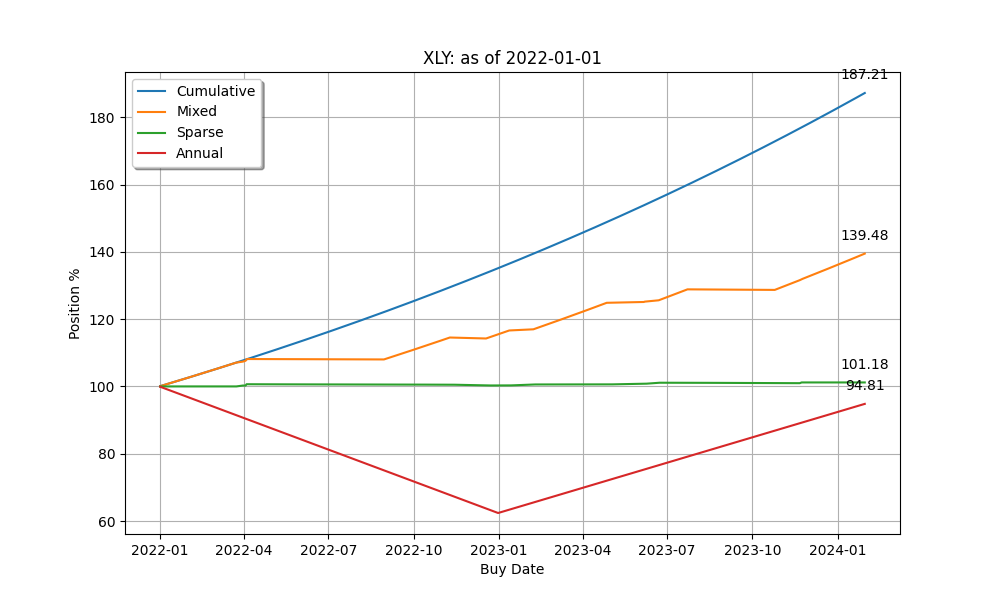 XLY: as of 2022-01-01
187.21
Cumulative
Mixed
Sparse
Annual
139.48
101.18
94.81
Position %
180
160
140
120
100
80
60
2022-01 2022-04 2022-07 2022-10 2023-01 2023-04 2023-07 2023-10 2024-01
Buy Date